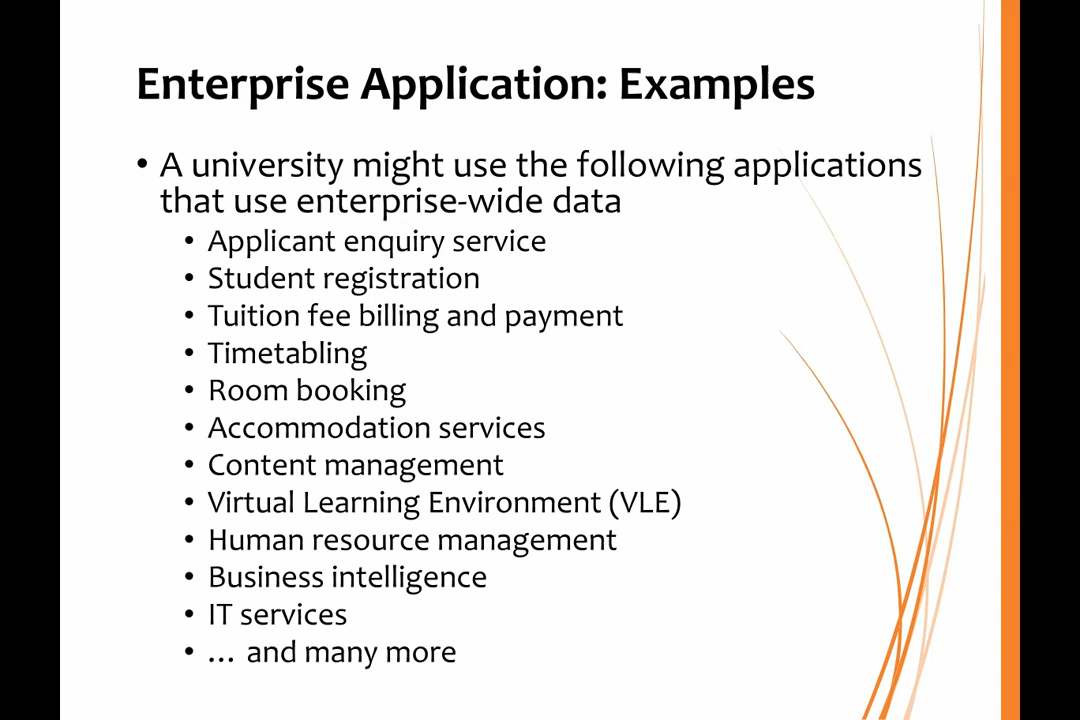 Enterprise Application: Examples
• A university might use the following applications
that use enterprise-wide data
• Applicant enquiry service
• Student registration
• Tuition fee billing and payment
• Timetabling
• Room booking
• Accommodation services
• Content management
• Virtual Learning Environment (VLE)
• Human resource management
• Business intelligence
• IT services
• … and many more